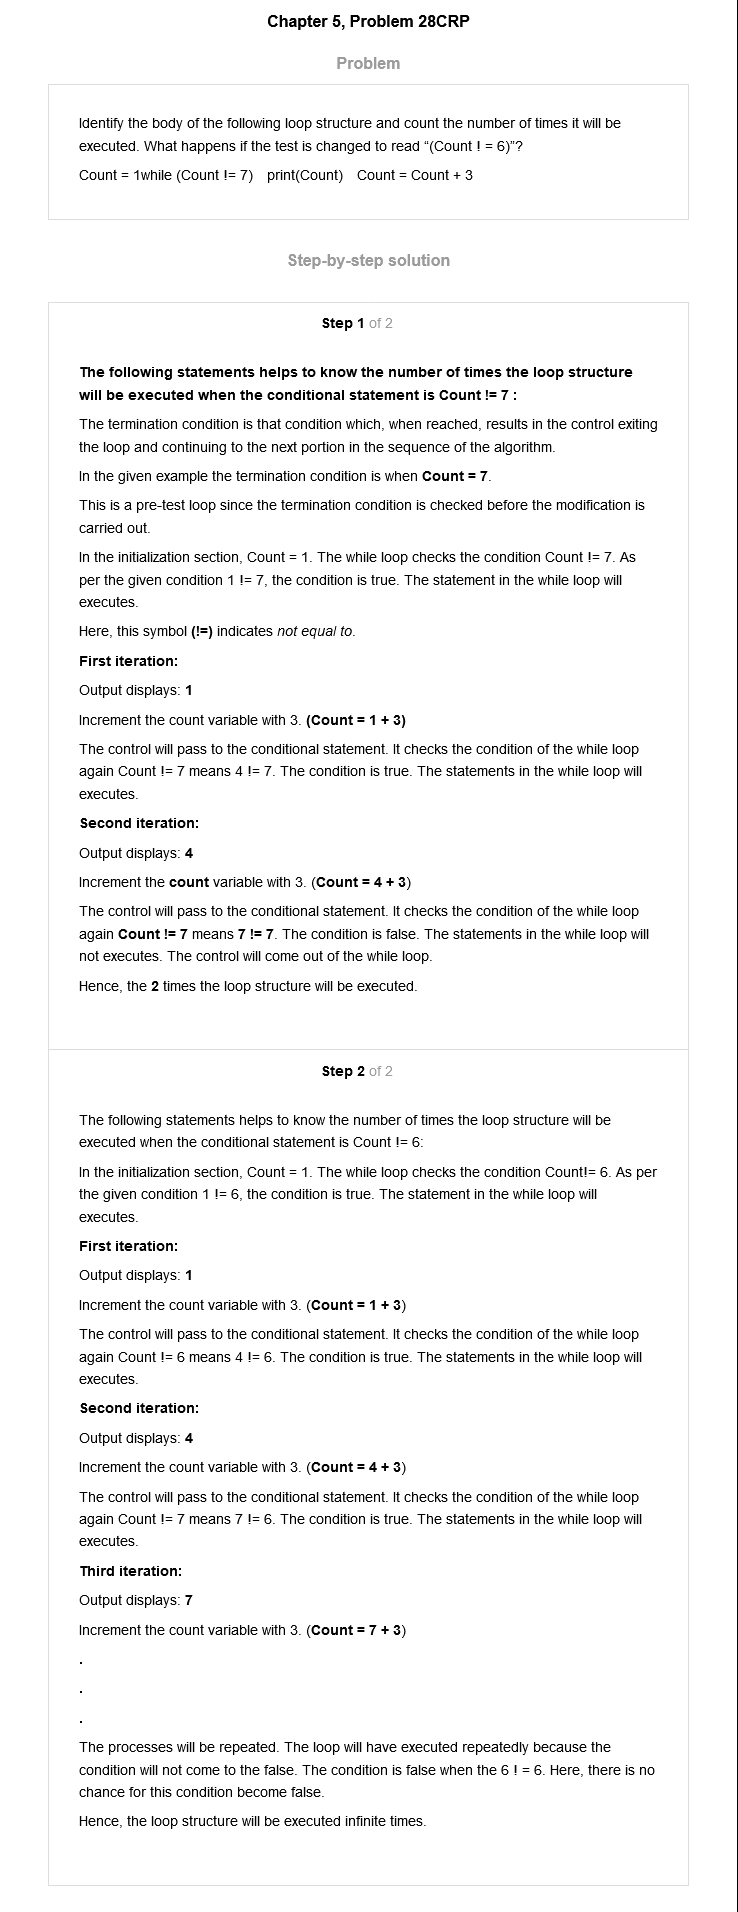 Chapter 5, Problem 28CRP
Problem
Identify the body of the following loop structure and count the number of times it will be
executed. What happens if the test is changed to read “(Count ! = 6)”?
Count = 1while (Count != 7) print(Count) Count = Count + 3
Step-by-step solution
Step 1 of 2
The following statements helps to know the number of times the loop structure
will be executed when the conditional statement is Count != 7 :
The termination condition is that condition which, when reached, results in the control exiting
the loop and continuing to the next portion in the sequence of the algorithm.
In the given example the termination condition is when Count = 7.
This is a pre-test loop since the termination condition is checked before the modification is
carried out.
In the initialization section, Count = 1. The while loop checks the condition Count != 7. As
per the given condition 1 != 7, the condition is true. The statement in the while loop will
executes.
Here, this symbol (!=) indicates not equal to.
First iteration:
Output displays: 1
Increment the count variable with 3. (Count = 1 + 3)
The control will pass to the conditional statement. It checks the condition of the while loop
again Count != 7 means 4 != 7. The condition is true. The statements in the while loop will
executes.
Second iteration:
Output displays: 4
Increment the count variable with 3. (Count = 4 + 3)
The control will pass to the conditional statement. It checks the condition of the while loop
again Count != 7 means 7 != 7. The condition is false. The statements in the while loop will
not executes. The control will come out of the while loop.
Hence, the 2 times the loop structure will be executed.
Step 2 of 2
The following statements helps to know the number of times the loop structure will be
executed when the conditional statement is Count != 6:
In the initialization section, Count = 1. The while loop checks the condition Count!= 6. As per
the given condition 1 != 6, the condition is true. The statement in the while loop will
executes.
First iteration:
Output displays: 1
Increment the count variable with 3. (Count = 1 + 3)
The control will pass to the conditional statement. It checks the condition of the while loop
again Count != 6 means 4 != 6. The condition is true. The statements in the while loop will
executes.
Second iteration:
Output displays: 4
Increment the count variable with 3. (Count = 4 + 3)
The control will pass to the conditional statement. It checks the condition of the while loop
again Count != 7 means 7 != 6. The condition is true. The statements in the while loop will
executes.
Third iteration:
Output displays: 7
Increment the count variable with 3. (Count = 7 + 3)
.
.
.
The processes will be repeated. The loop will have executed repeatedly because the
condition will not come to the false. The condition is false when the 6 ! = 6. Here, there is no
chance for this condition become false.
Hence, the loop structure will be executed infinite times.